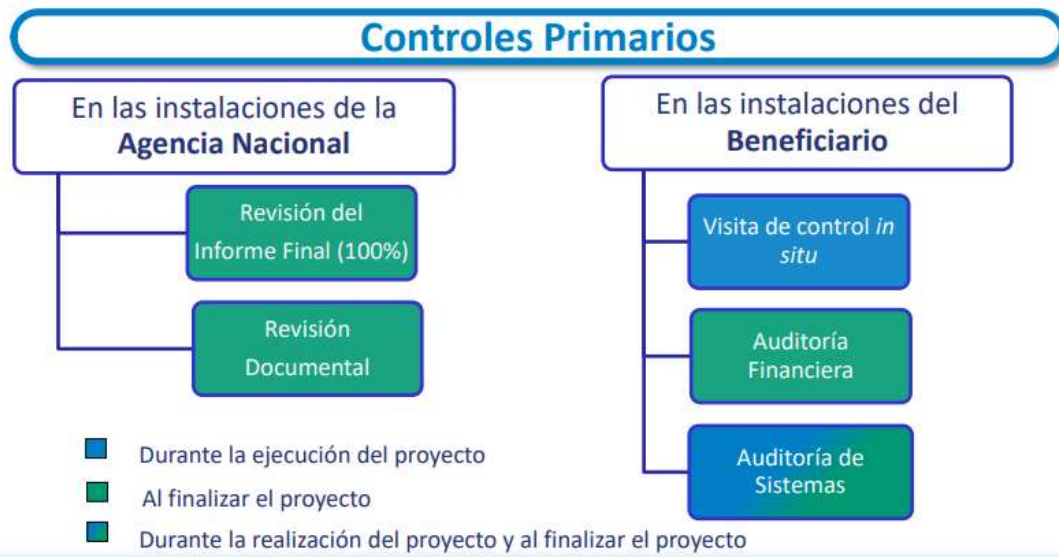 Controles Primarios
En las instalaciones de la
Agencia Nacional
Revisión del
Informe Final (100%)
Revisión
Documental
En las instalaciones del
Beneficiario
Visita de control in
situ
Auditoría
Financiera
Auditoría de
Sistemas
Durante la ejecución del proyecto
Al finalizar el proyecto
Durante la realización del proyecto y al finalizar el proyecto